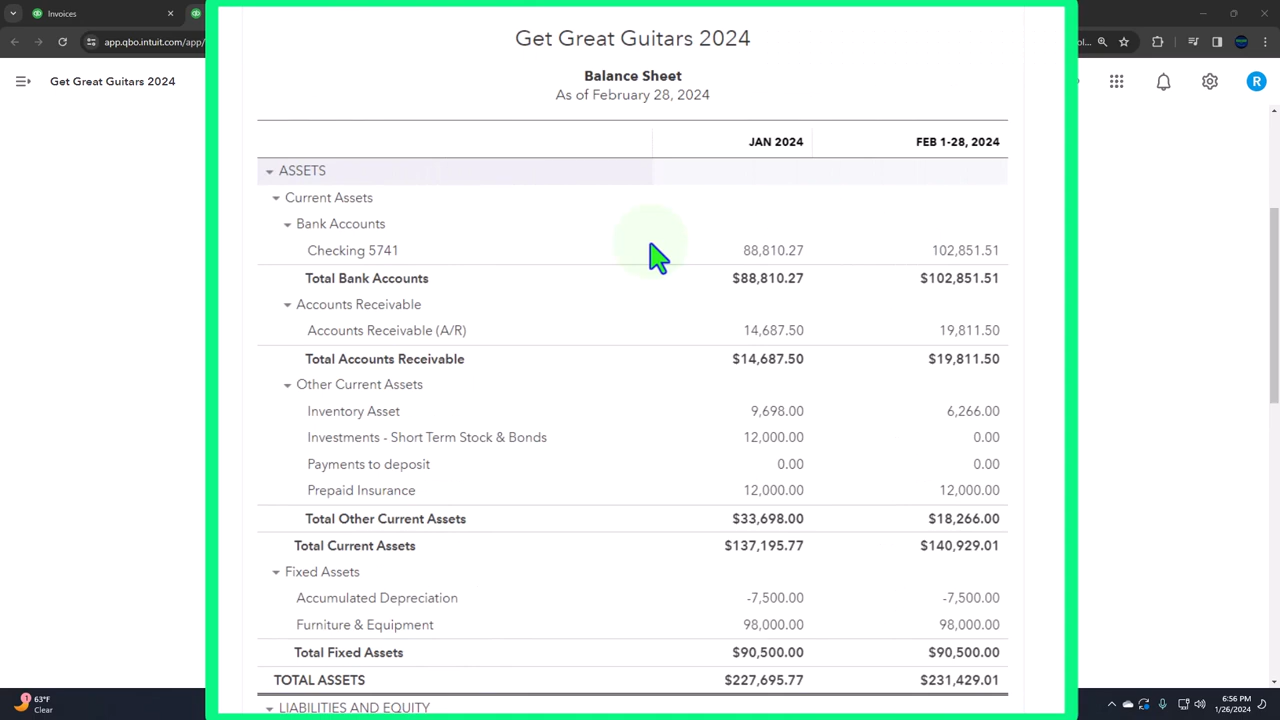 app.qbo.intuit.com/app/
Get Great Guitars 2024
R
Get Great Guitars 2024
Balance Sheet
As of February 28, 2024
JAN 2024 FEB 1-28, 2024
ASSETS
Current Assets
Bank Accounts
Checking 5741 88,810.27 102,851.51
Total Bank Accounts $88,810.27 $102,851.51
Accounts Receivable
Accounts Receivable (A/R) 14,687.50 19,811.50
Total Accounts Receivable $14,687.50 $19,811.50
Other Current Assets
Inventory Asset 9,698.00 6,266.00
Investments - Short Term Stock & Bonds 12,000.00 0.00
Payments to deposit 0.00 0.00
Prepaid Insurance 12,000.00 12,000.00
Total Other Current Assets $33,698.00 $18,266.00
Total Current Assets $137,195.77 $140,929.01
Fixed Assets
Accumulated Depreciation -7,500.00 -7,500.00
Furniture & Equipment 98,000.00 98,000.00
Total Fixed Assets $90,500.00 $90,500.00
TOTAL ASSETS $227,695.77 $231,429.01
LIABILITIES AND EQUITY
63°F
Clear
6:56 PM
1/26/2024